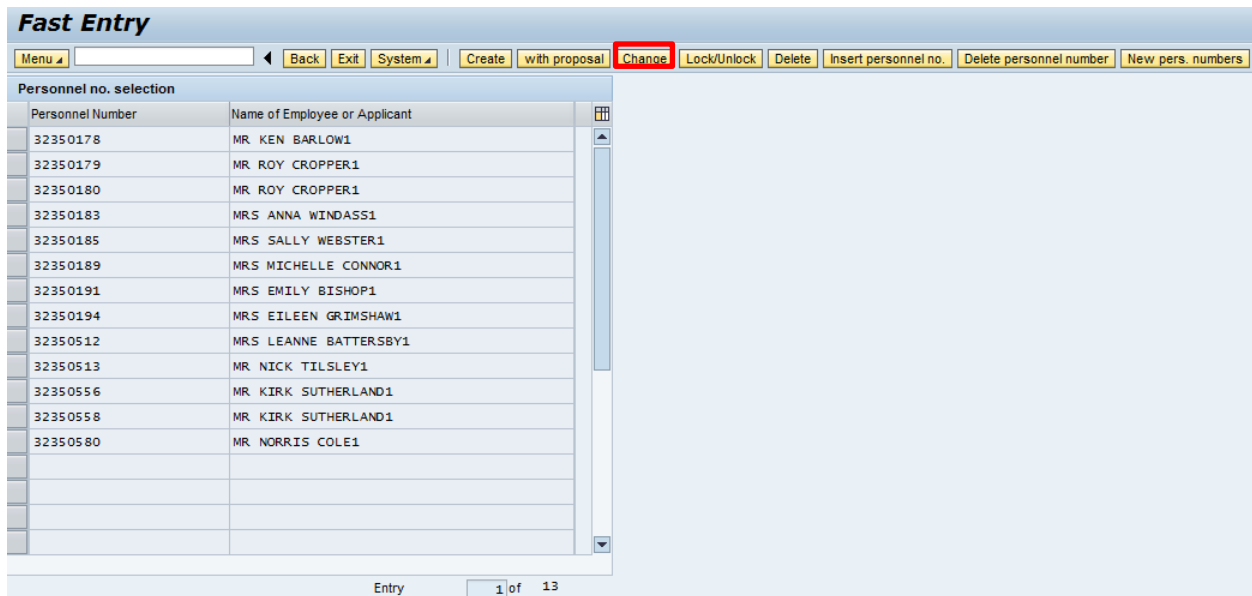 Fast Entry
Menu Back Exit System Create with proposal Change Lock/Unlock Delete Insert personnel no. Delete personnel number New pers. numbers
Personnel no. selection
Personnel Number Name of Employee or Applicant
32350178 MR KEN BARLOW1
32350179 MR ROY CROPPER1
32350180 MR ROY CROPPER1
32350183 MRS ANNA WINDASS1
32350185 MRS SALLY WEBSTER1
32350189 MRS MICHELLE CONNOR1
32350191 MRS EMILY BISHOP1
32350194 MRS EILEEN GRIMSHAW1
32350512 MRS LEANNE BATTERSBY1
32350513 MR NICK TILSLEY1
32350556 MR KIRK SUTHERLAND1
32350558 MR KIRK SUTHERLAND1
32350580 MR NORRIS COLE1
Entry 1 of 13